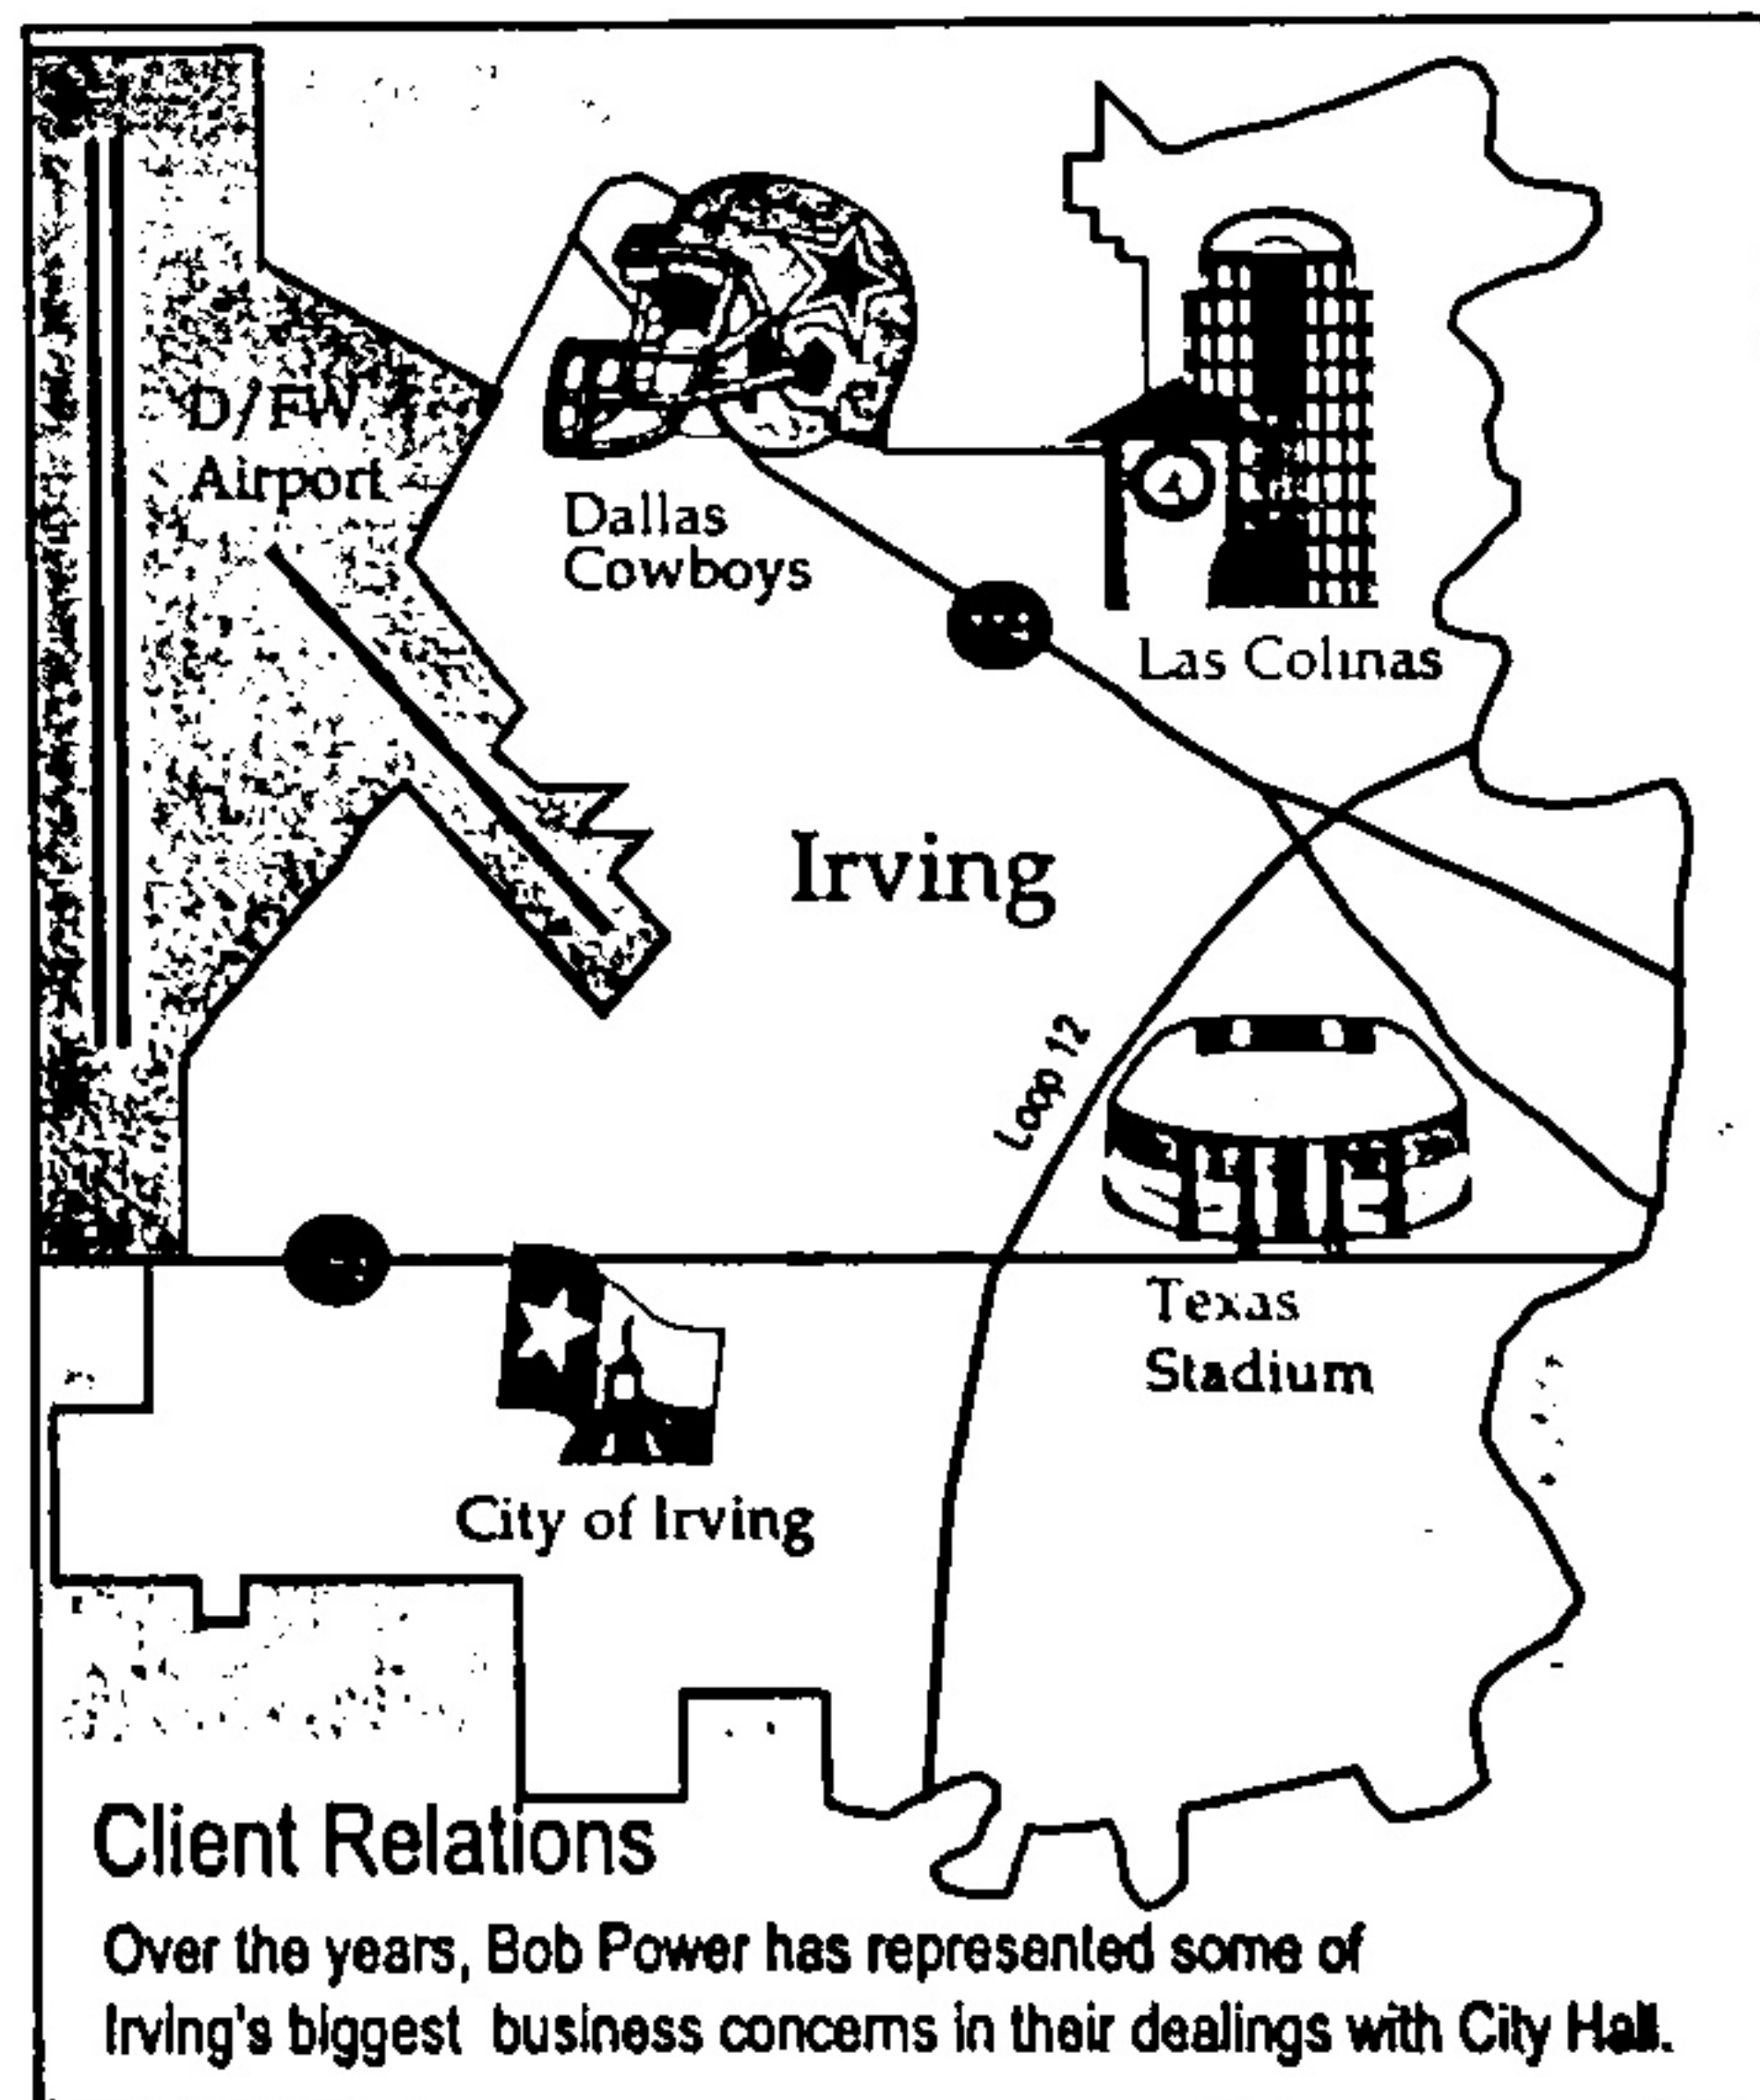 D/FW
Airport
Dallas
Cowboys
Las Colinas
Irving
Loop 12
Texas
Stadium
City of Irving
Client Relations
Over the years, Bob Power has represented some of
Irving's biggest business concerns in their dealings with City Hall.